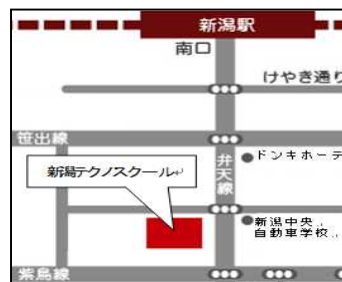 新潟駅
南口
けやき通り
笹出線
ドンキホーテ
弁天線
新潟テクノスクール
新潟中央
自動車学校
紫鳥線